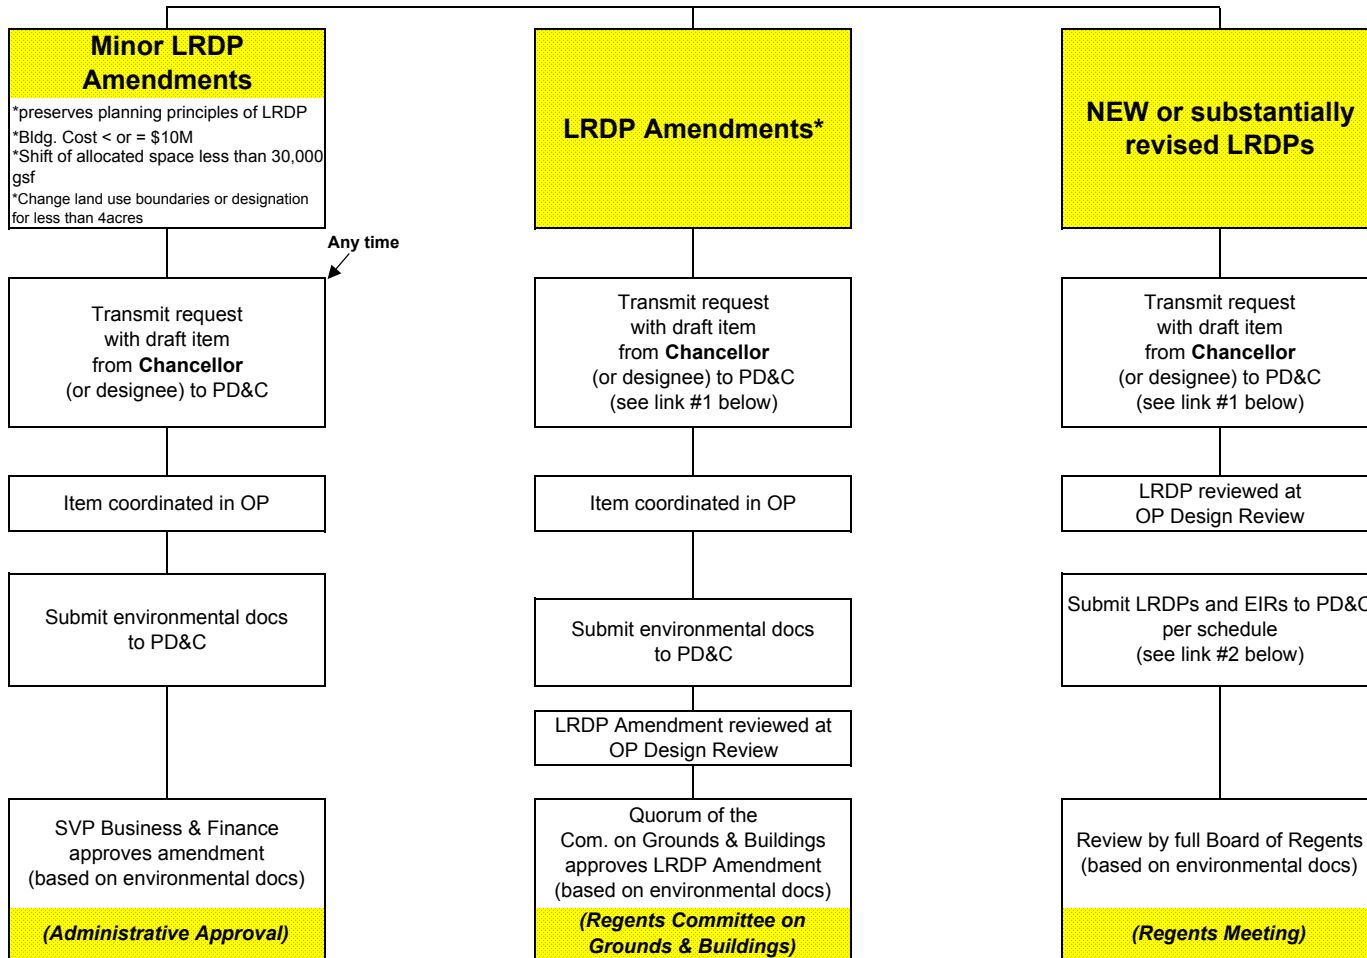 Minor LRDP
Amendments
*preserves planning principles of LRDP
*Bldg. Cost < or = $10M
*Shift of allocated space less than 30,000
gsf
*Change land use boundaries or designation
for less than 4acres
Any time
Transmit request
with draft item
from Chancellor
(or designee) to PD&C
Item coordinated in OP
Submit environmental docs
to PD&C
SVP Business & Finance
approves amendment
(based on environmental docs)
(Administrative Approval)
LRDP Amendments*
Transmit request
with draft item
from Chancellor
(or designee) to PD&C
(see link #1 below)
Item coordinated in OP
Submit environmental docs
to PD&C
LRDP Amendment reviewed at
OP Design Review
Quorum of the
Com. on Grounds & Buildings
approves LRDP Amendment
(based on environmental docs)
(Regents Committee on
Grounds & Buildings)
NEW or substantially
revised LRDPs
Transmit request
with draft item
from Chancellor
(or designee) to PD&C
(see link #1 below)
LRDP reviewed at
OP Design Review
Submit LRDPs and EIRs to PD&C
per schedule
(see link #2 below)
Review by full Board of Regents
(based on environmental docs)
(Regents Meeting)